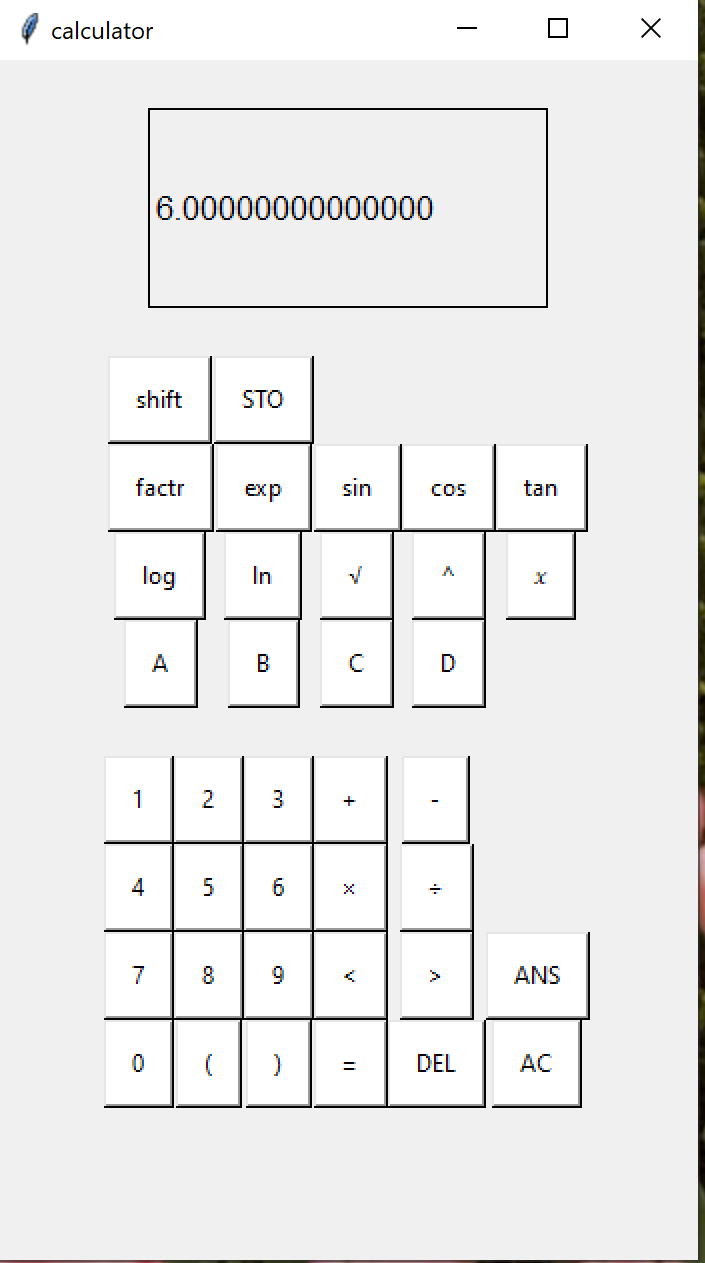 calculator
6.00000000000000
shift STO
factr exp sin cos tan
log ln √ ^ x
A B C D
1 2 3 + -
4 5 6 × ÷
7 8 9 < > ANS
0 ( ) = DEL AC